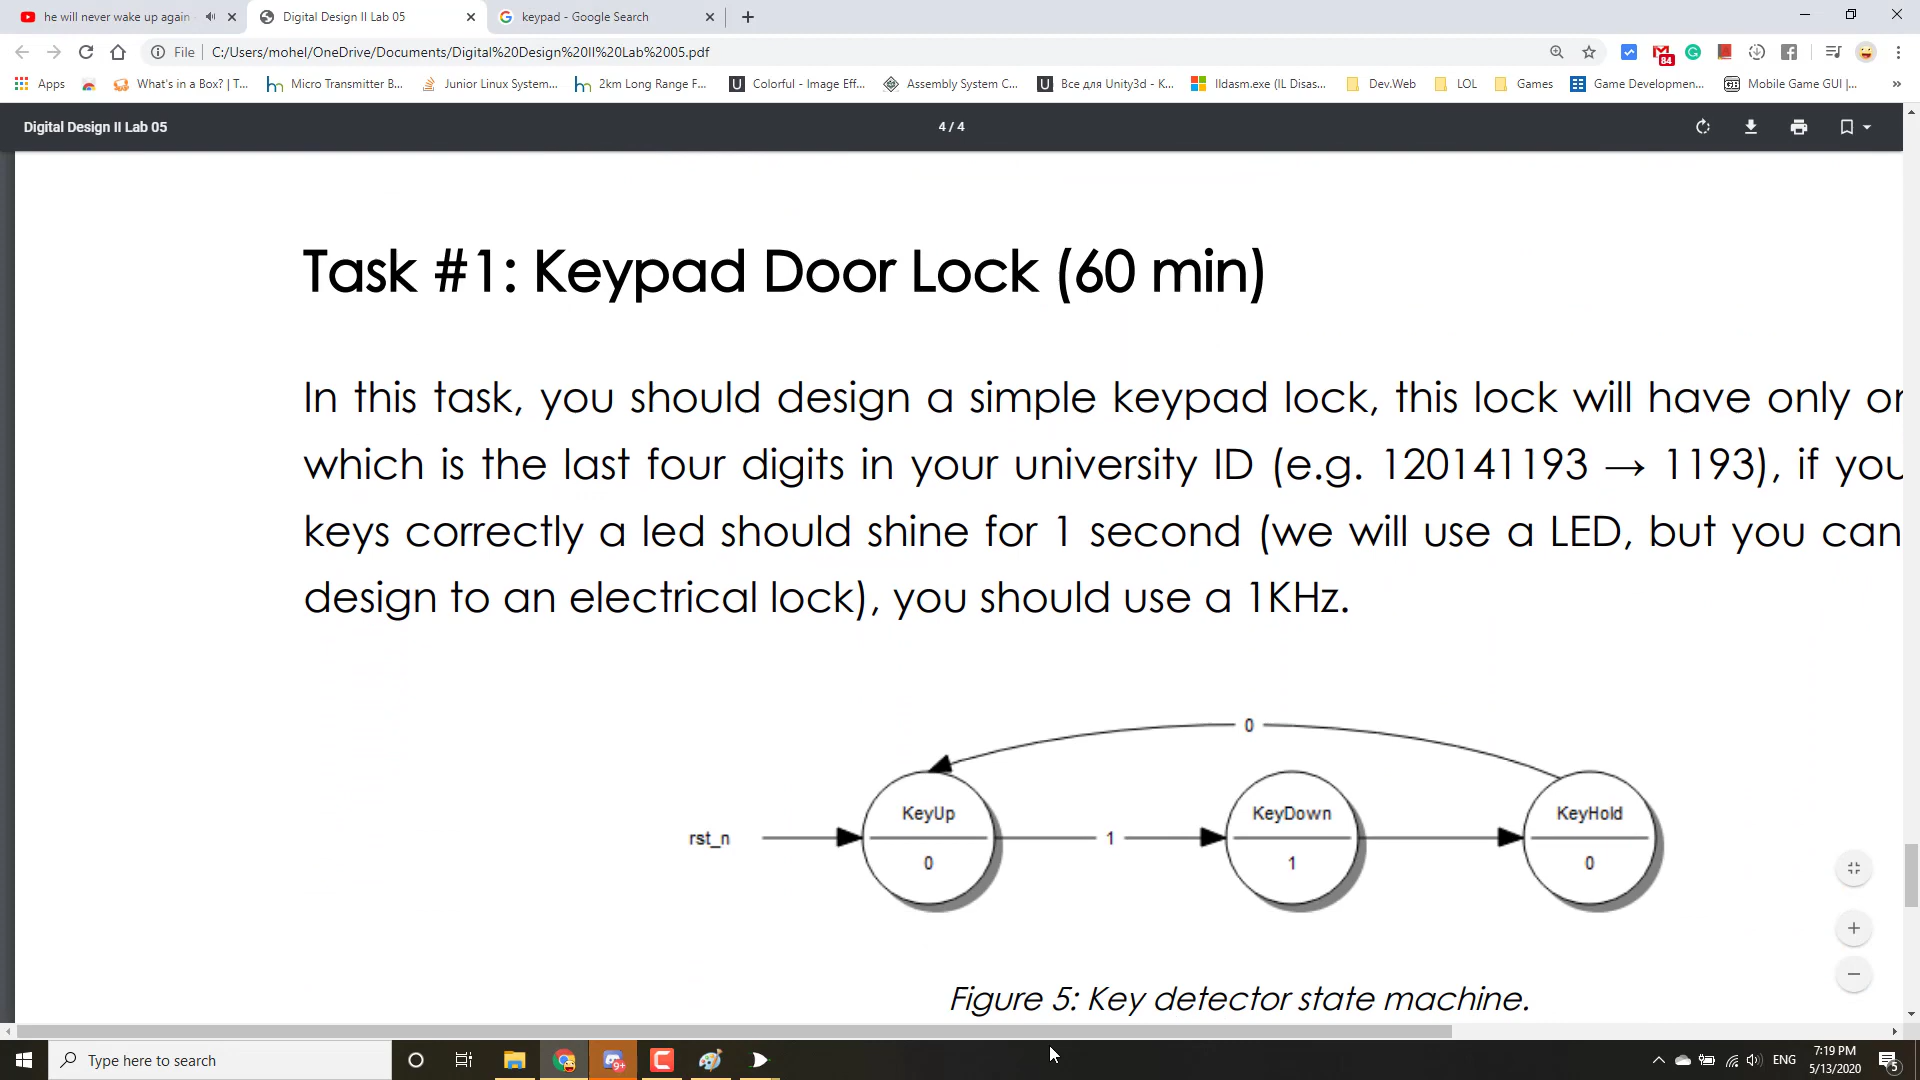 he will never wake up again
Digital Design II Lab 05
keypad - Google Search
File
C:/Users/mohel/OneDrive/Documents/Digital%20Design%20II%20Lab%2005.pdf
84
Apps
What's in a Box? | T...
Micro Transmitter B...
Junior Linux System...
2km Long Range F...
Colorful - Image Eff...
Assembly System C...
Все для Unity3d - K...
Ildasm.exe (IL Disas...
Dev.Web
LOL
Games
Game Developmen...
Mobile Game GUI |...
Digital Design II Lab 05
4 / 4
Task #1: Keypad Door Lock (60 min)
In this task, you should design a simple keypad lock, this lock will have only
which is the last four digits in your university ID (e.g. 120141193 → 1193), if you
keys correctly a led should shine for 1 second (we will use a LED, but you can
design to an electrical lock), you should use a 1KHz.
0
KeyUp
KeyDown
KeyHold
rst_n
1
0
1
0
Figure 5: Key detector state machine.
Type here to search
9+
ENG
7:19 PM
5/13/2020
5